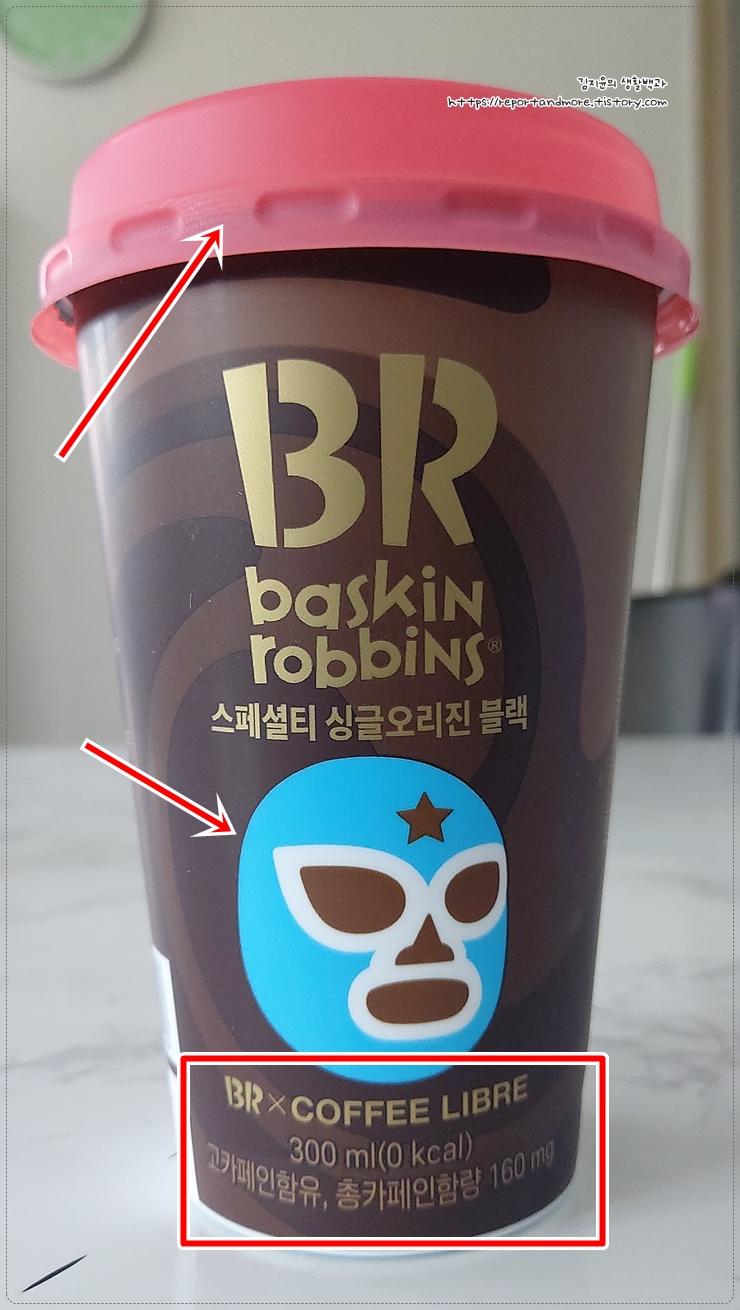 김지윤의 생활백과
https://reportandmore.tistory.com
BR
baskin
robbins®
스페셜티 싱글오리진 블랙
BR×COFFEE LIBRE
300 ml(0 kcal)
고카페인함유, 총카페인함량 160 mg